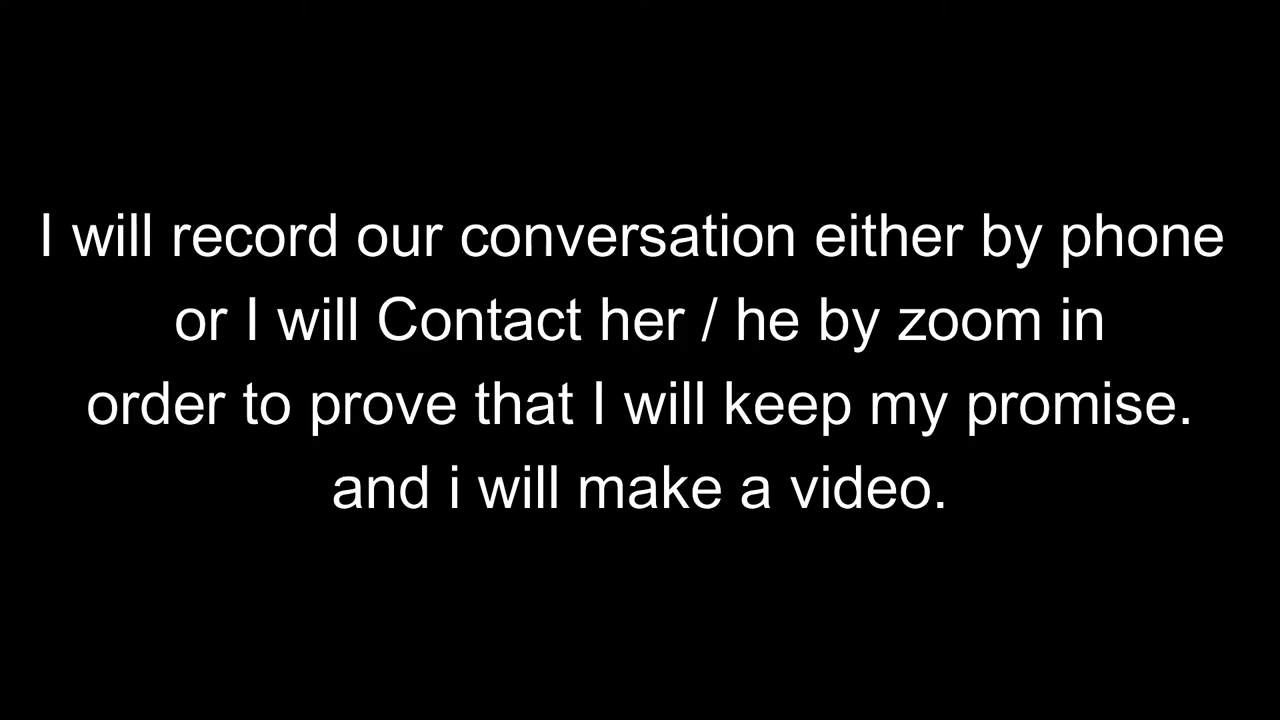 I will record our conversation either by phone
or I will Contact her / he by zoom in
order to prove that I will keep my promise.
and i will make a video.